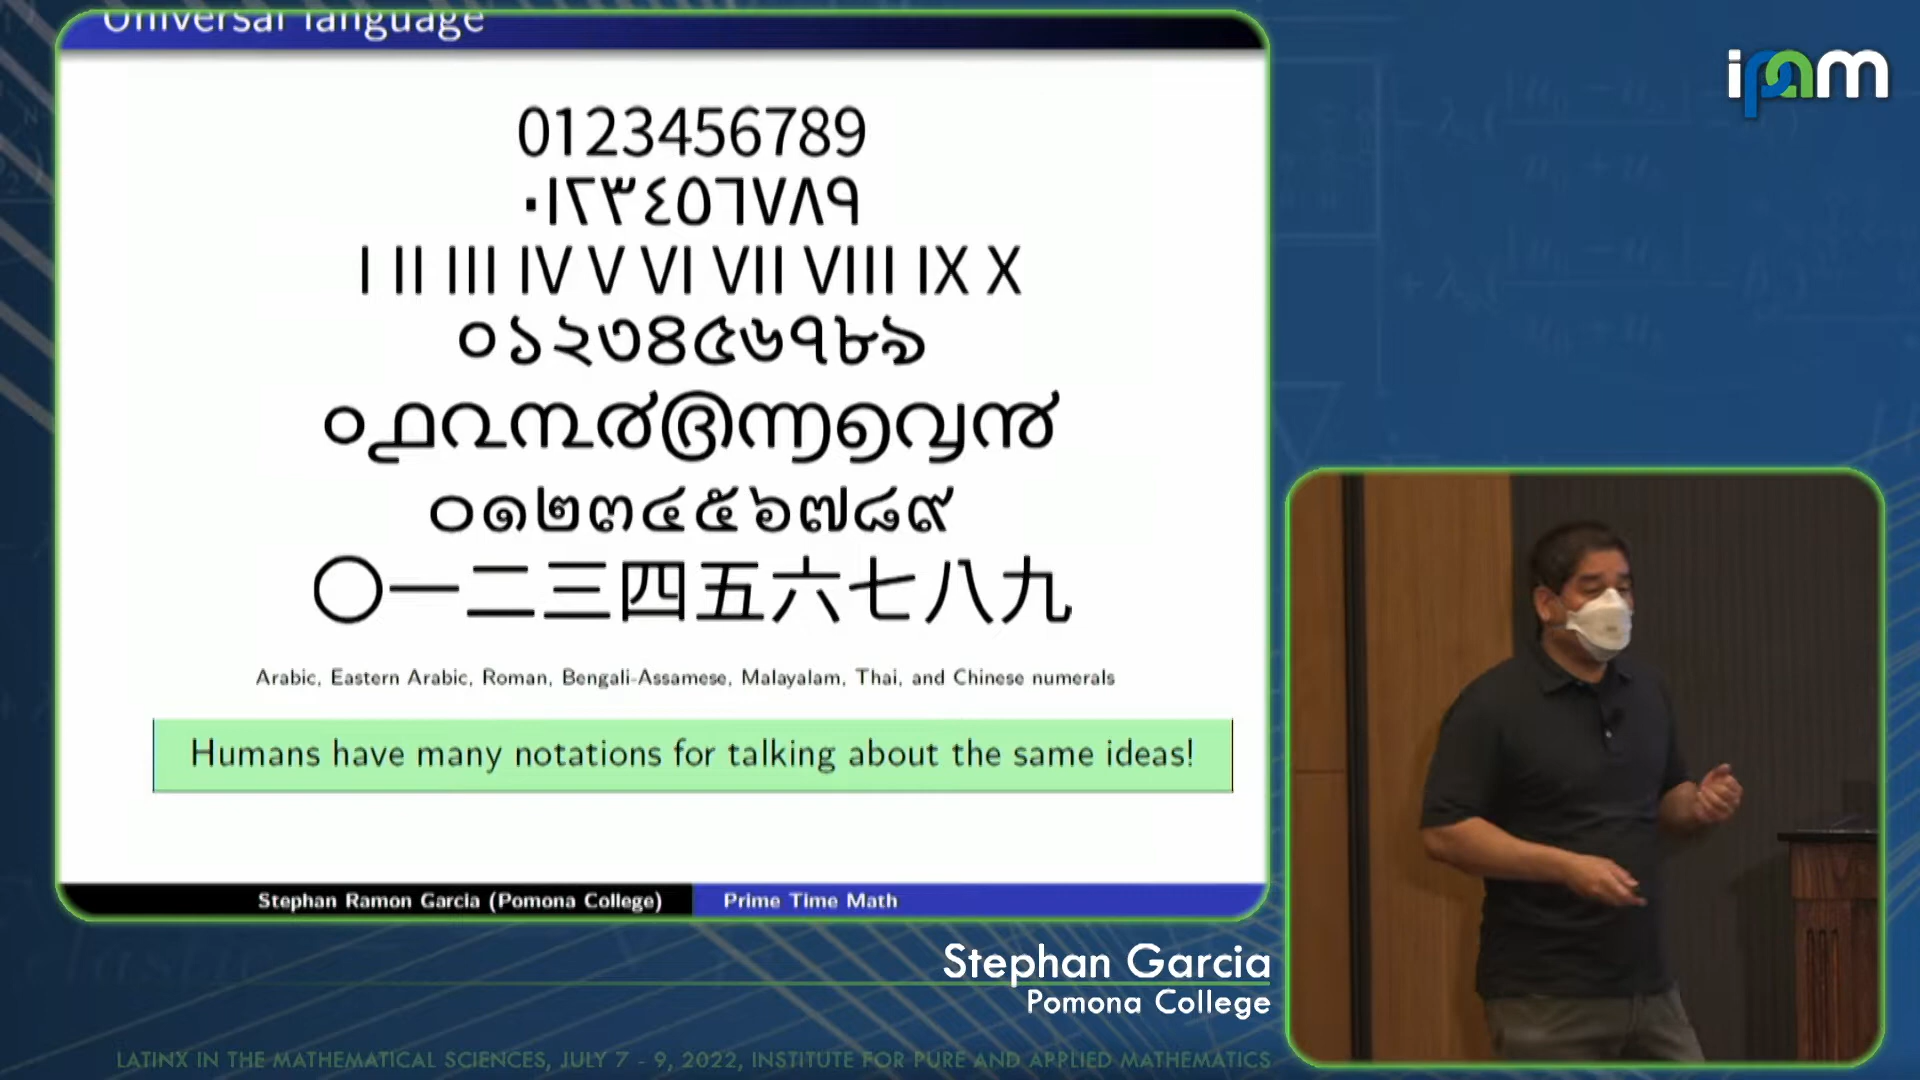 Universal language
0123456789
٠١٢٣٤٥٦٧٨٩
I II III IV V VI VII VIII IX X
০১২৩৪৫৬৭৮৯
൦൧൨൩൪൫൬൭൮൯
๐๑๒๓๔๕๖๗๘๙
〇一二三四五六七八九
Arabic, Eastern Arabic, Roman, Bengali-Assamese, Malayalam, Thai, and Chinese numerals
Humans have many notations for talking about the same ideas!
Stephan Ramon Garcia (Pomona College)
Prime Time Math
ipam
Stephan Garcia
Pomona College
LATINX IN THE MATHEMATICAL SCIENCES, JULY 7 - 9, 2022, INSTITUTE FOR PURE AND APPLIED MATHEMATICS